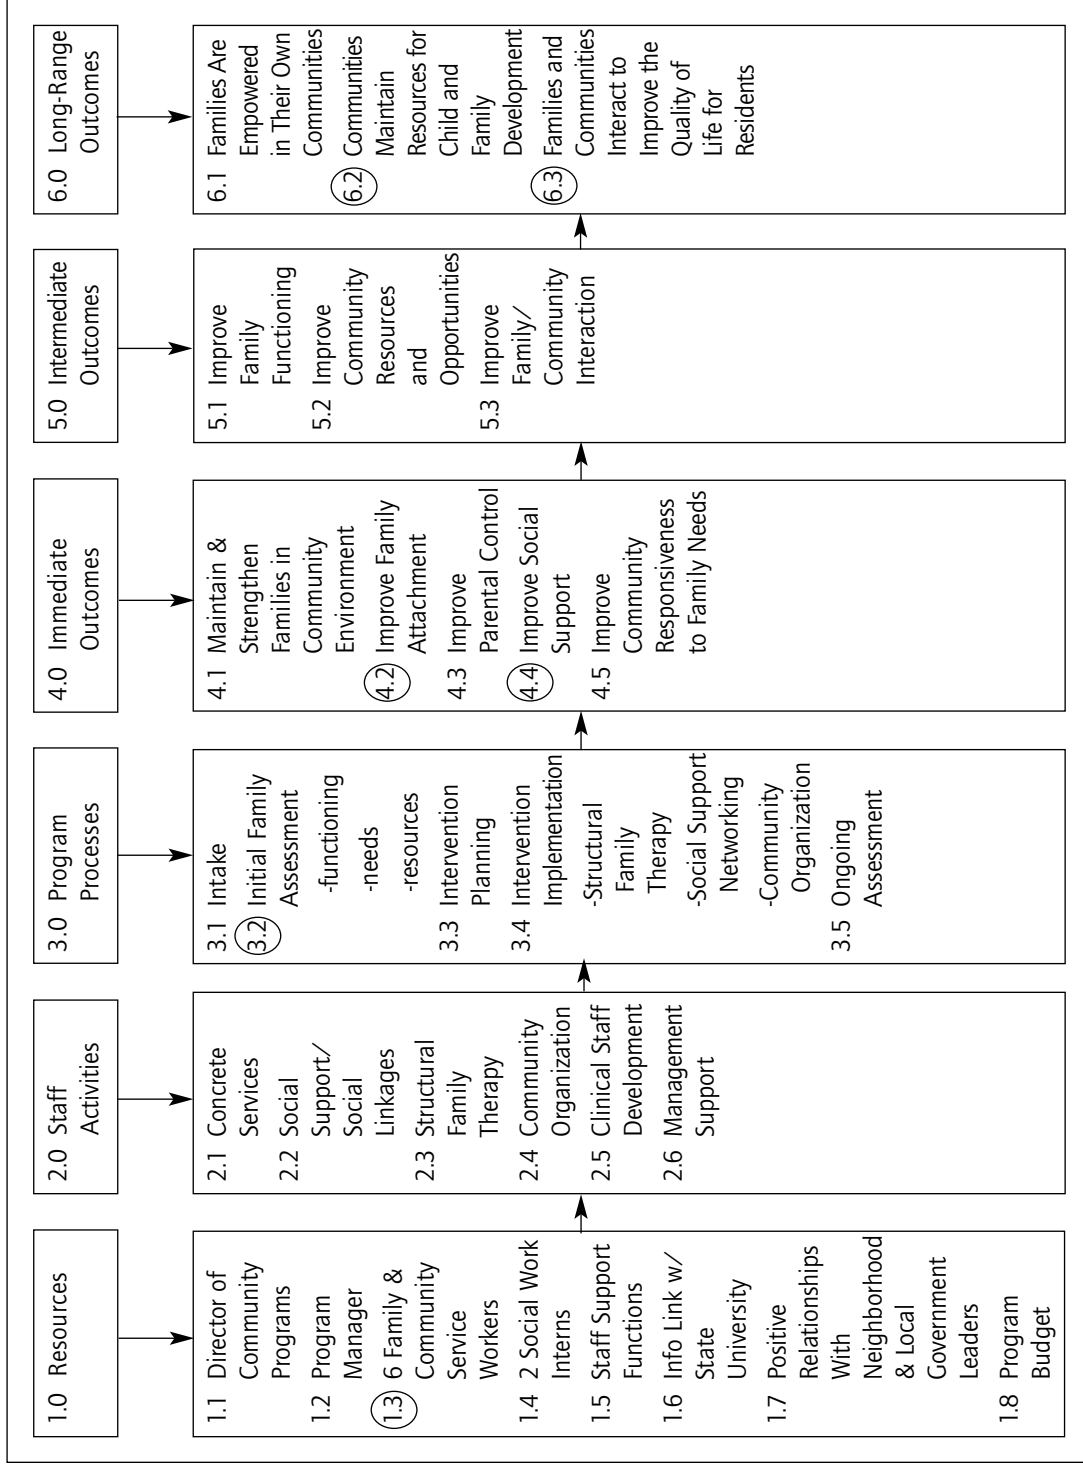 1.0 Resources
1.1 Director of
Community
Programs
1.2 Program
Manager
1.3 6 Family &
Community
Service
Workers
1.4 2 Social Work
Interns
1.5 Staff Support
Functions
1.6 Info Link w/
State
University
1.7 Positive
Relationships
With
Neighborhood
& Local
Government
Leaders
1.8 Program
Budget
2.0 Staff
Activities
2.1 Concrete
Services
2.2 Social
Support/
Social
Linkages
2.3 Structural
Family
Therapy
2.4 Community
Organization
2.5 Clinical Staff
Development
2.6 Management
Support
3.0 Program
Processes
3.1 Intake
3.2 Initial Family
Assessment
-functioning
-needs
-resources
3.3 Intervention
Planning
3.4 Intervention
Implementation
-Structural
Family
Therapy
-Social Support
Networking
-Community
Organization
3.5 Ongoing
Assessment
4.0 Immediate
Outcomes
4.1 Maintain &
Strengthen
Families in
Community
Environment
4.2 Improve Family
Attachment
4.3 Improve
Parental Control
4.4 Improve Social
Support
4.5 Improve
Community
Responsiveness
to Family Needs
5.0 Intermediate
Outcomes
5.1 Improve
Family
Functioning
5.2 Improve
Community
Resources
and
Opportunities
5.3 Improve
Family/
Community
Interaction
6.0 Long-Range
Outcomes
6.1 Families Are
Empowered
in Their Own
Communities
6.2 Communities
Maintain
Resources for
Child and
Family
Development
6.3 Families and
Communities
Interact to
Improve the
Quality of
Life for
Residents